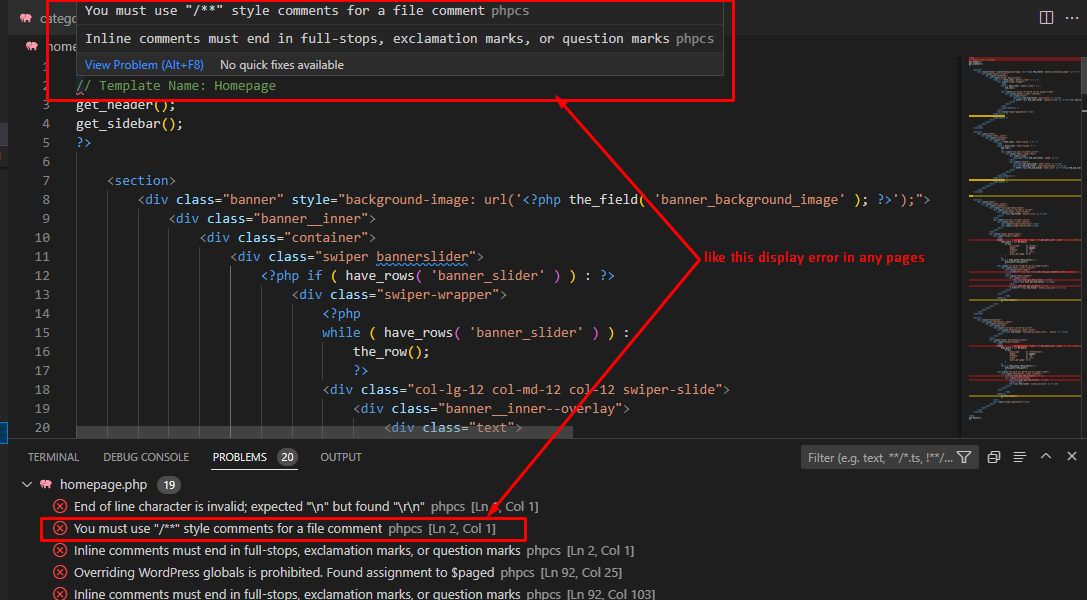 categ
You must use "/**" style comments for a file comment phpcs
Inline comments must end in full-stops, exclamation marks, or question marks phpcs
View Problem (Alt+F8) No quick fixes available
home
1
2 // Template Name: Homepage
3 get_header();
4 get_sidebar();
5 ?>
6
7 <section>
8 <div class="banner" style="background-image: url('<?php the_field( 'banner_background_image' ); ?>');">
9 <div class="banner__inner">
10 <div class="container">
11 <div class="swiper bannerslider">
12 <?php if ( have_rows( 'banner_slider' ) ) : ?>
13 <div class="swiper-wrapper">
14 <?php
15 while ( have_rows( 'banner_slider' ) ) :
16 the_row();
17 ?>
18 <div class="col-lg-12 col-md-12 col-12 swiper-slide">
19 <div class="banner__inner--overlay">
20 <div class="text">
like this display error in any pages
TERMINAL DEBUG CONSOLE PROBLEMS 20 OUTPUT Filter (e.g. text, **/*.ts, !**/...
homepage.php 19
End of line character is invalid; expected "\n" but found "\r\n" phpcs [Ln 1, Col 1]
You must use "/**" style comments for a file comment phpcs [Ln 2, Col 1]
Inline comments must end in full-stops, exclamation marks, or question marks phpcs [Ln 2, Col 1]
Overriding WordPress globals is prohibited. Found assignment to $paged phpcs [Ln 92, Col 25]
Inline comments must end in full-stops, exclamation marks, or question marks phpcs [Ln 92, Col 103]